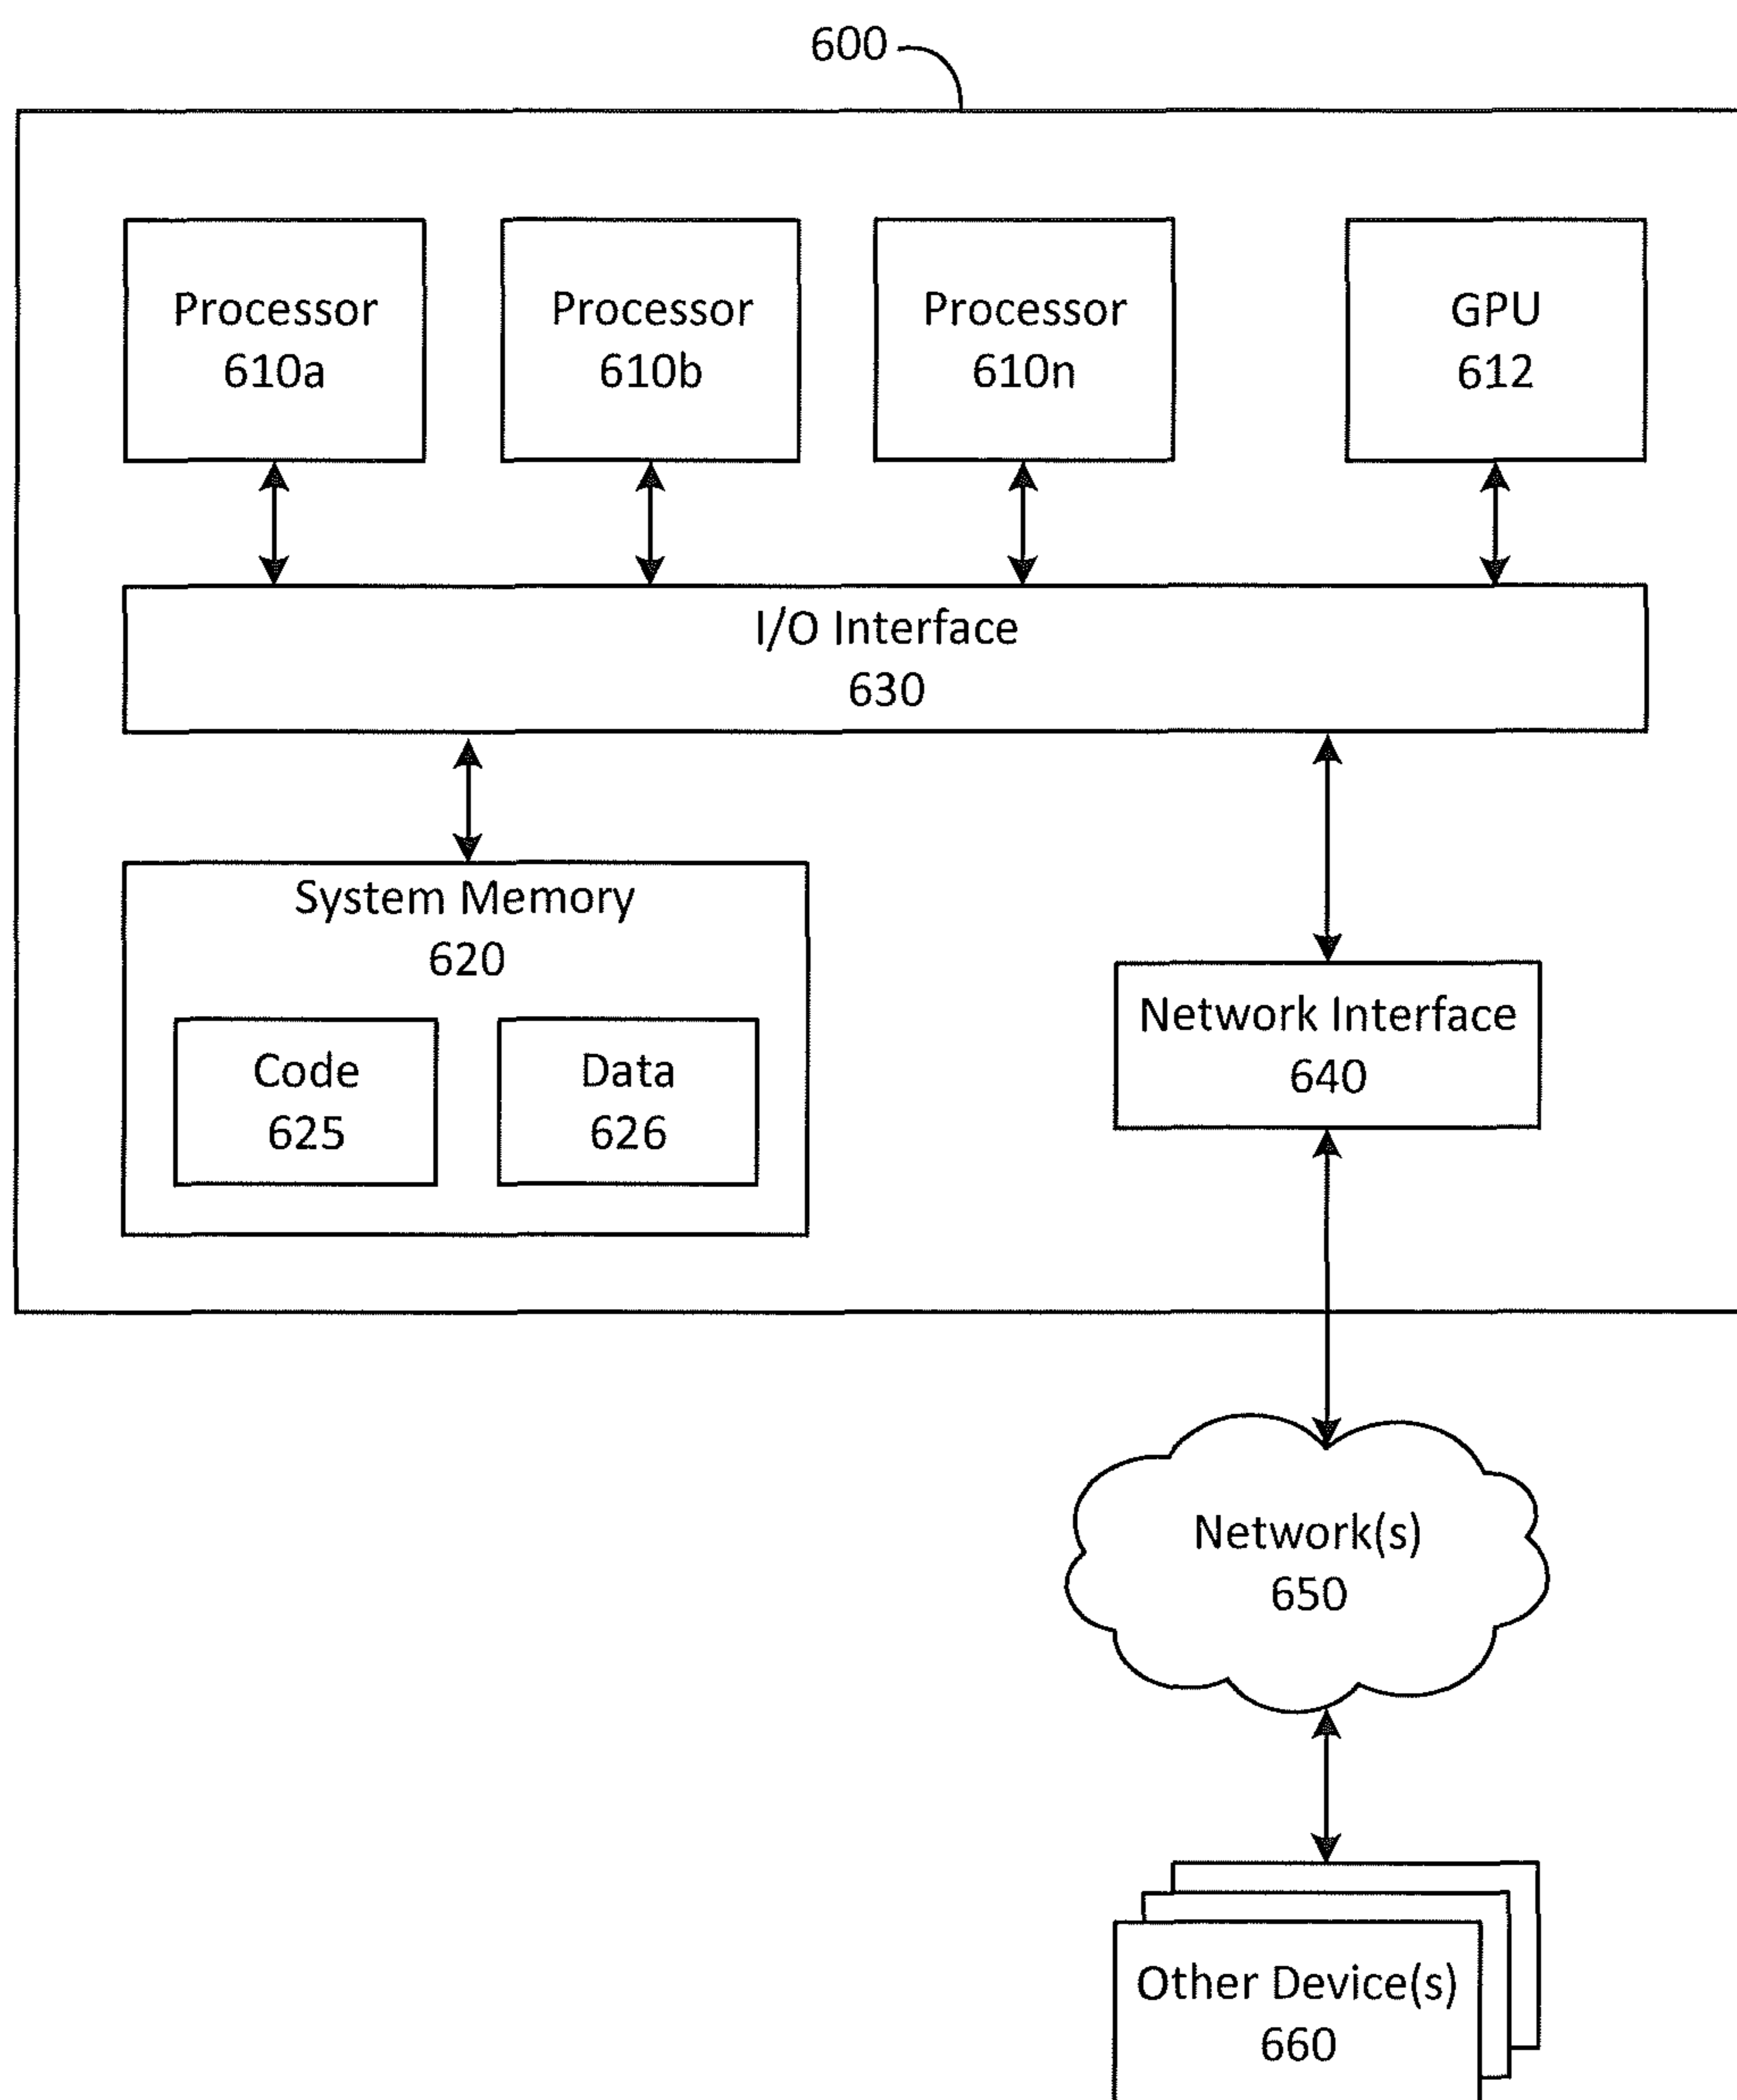 600
Processor
610a
Processor
610b
Processor
610n
GPU
612
I/O Interface
630
System Memory
620
Code
625
Data
626
Network Interface
640
Network(s)
650
Other Device(s)
660